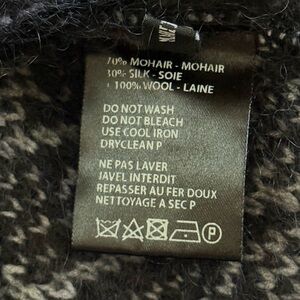 70% MOHAIR - MOHAIR
30% SILK - SOIE
100% WOOL - LAINE
DO NOT WASH
DO NOT BLEACH
USE COOL IRON
DRYCLEAN P
NE PAS LAVER
JAVEL INTERDIT
REPASSER AU FER DOUX
NETTOYAGE A SEC P
P